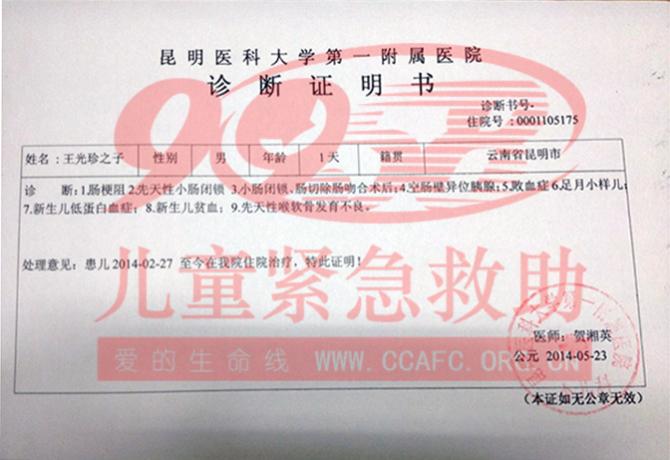 昆明医科大学第一附属医院
诊断证明书
诊断书号:
住院号:0001105175
姓名:王光珍之子 性别 男 年龄 1天 籍贯 云南省昆明市
诊 断:1.肠梗阻2.先天性小肠闭锁 3.小肠闭锁、肠切除肠吻合术后;4.空肠壁异位胰腺;5.败血症6.足月小样儿;
7.新生儿低蛋白血症;8.新生儿贫血;9.先天性喉软骨发育不良。
处理意见:患儿2014-02-27 至今在我院住院治疗,特此证明!
儿童紧急救助
医师:贺湘英
爱的生命线 WWW.CCAFC.ORG.CN
公元 2014-05-23
(本证如无公章无效)